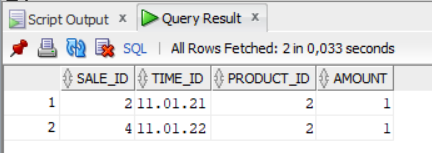 Script Output x Query Result x
SQL | All Rows Fetched: 2 in 0,033 seconds
SALE_ID TIME_ID PRODUCT_ID AMOUNT
1 2 11.01.21 2 1
2 4 11.01.22 2 1